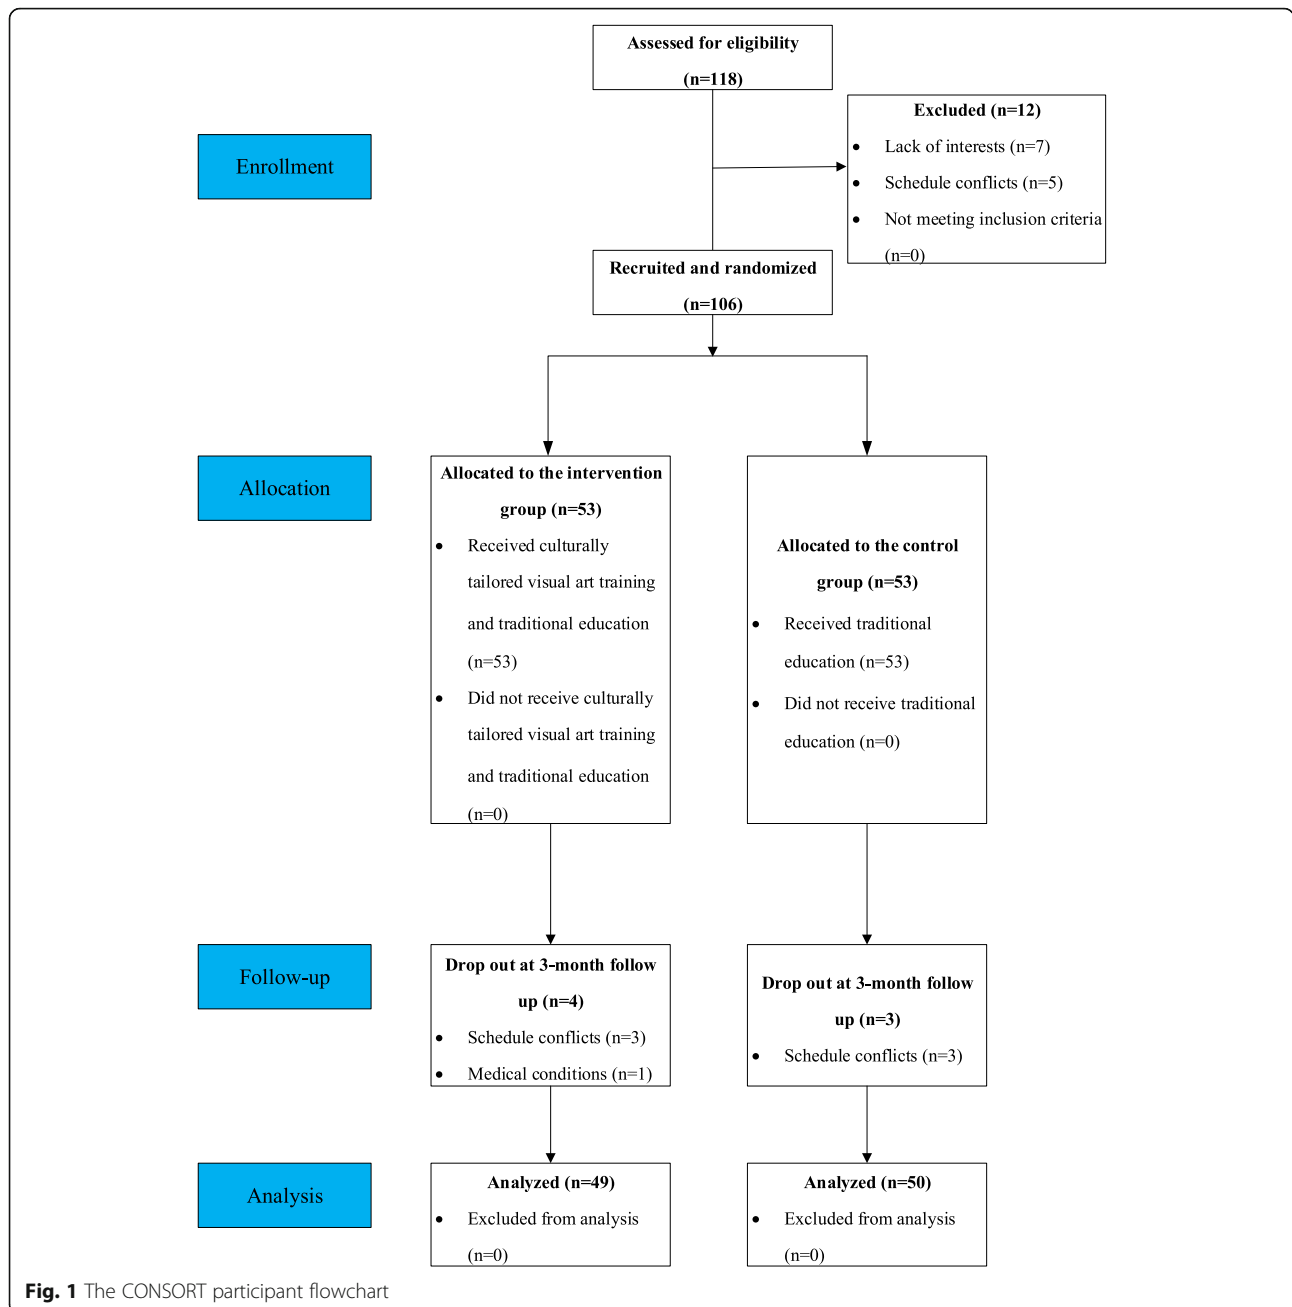 Assessed for eligibility
(n=118)
Excluded (n=12)
• Lack of interests (n=7)
• Schedule conflicts (n=5)
• Not meeting inclusion criteria
(n=0)
Enrollment
Recruited and randomized
(n=106)
Allocation
Allocated to the intervention
group (n=53)
• Received culturally
tailored visual art training
and traditional education
(n=53)
• Did not receive culturally
tailored visual art training
and traditional education
(n=0)
Allocated to the control
group (n=53)
• Received traditional
education (n=53)
• Did not receive traditional
education (n=0)
Follow-up
Drop out at 3-month follow
up (n=4)
• Schedule conflicts (n=3)
• Medical conditions (n=1)
Drop out at 3-month follow
up (n=3)
• Schedule conflicts (n=3)
Analysis
Analyzed (n=49)
• Excluded from analysis
(n=0)
Analyzed (n=50)
• Excluded from analysis
(n=0)
Fig. 1 The CONSORT participant flowchart